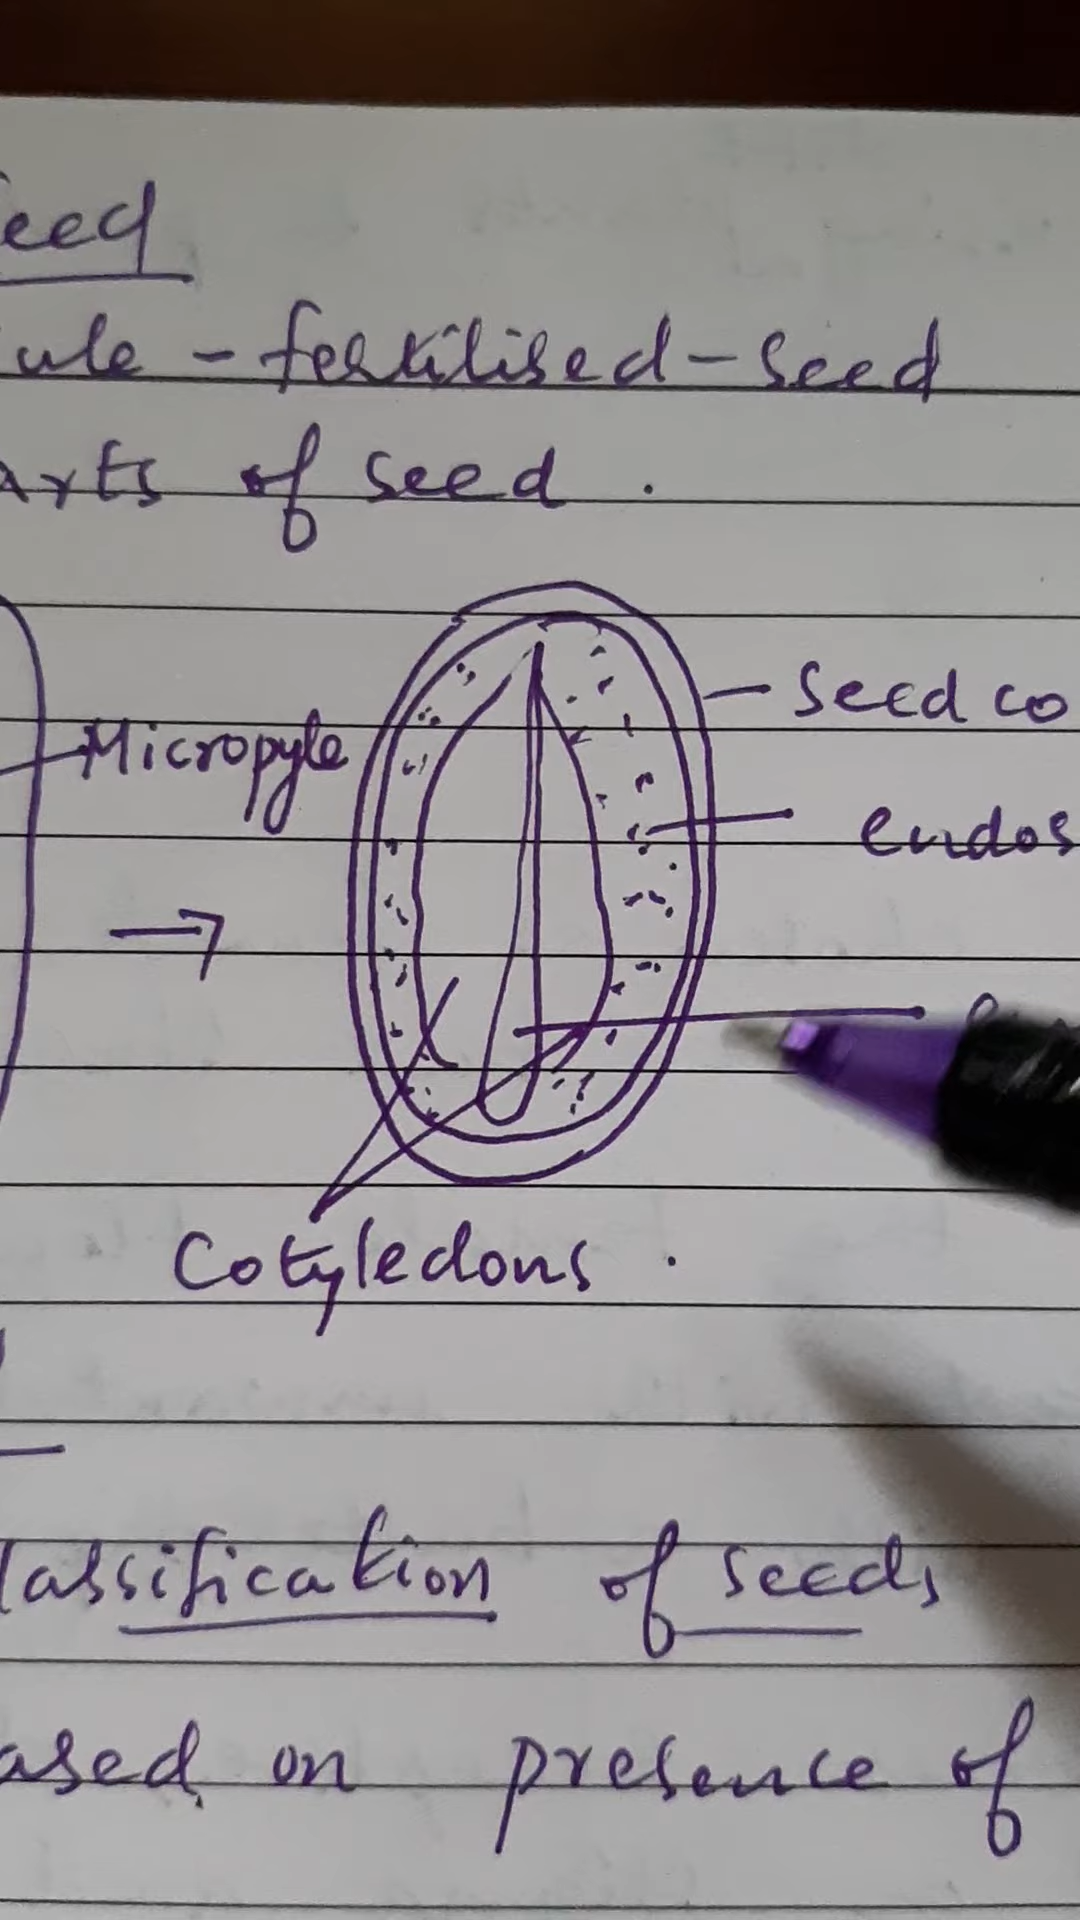 eed
ule - fertilised - Seed
arts of seed .
Seed co
Micropyle
endos
Cotyledons .
lassification of seeds
ased on presence of